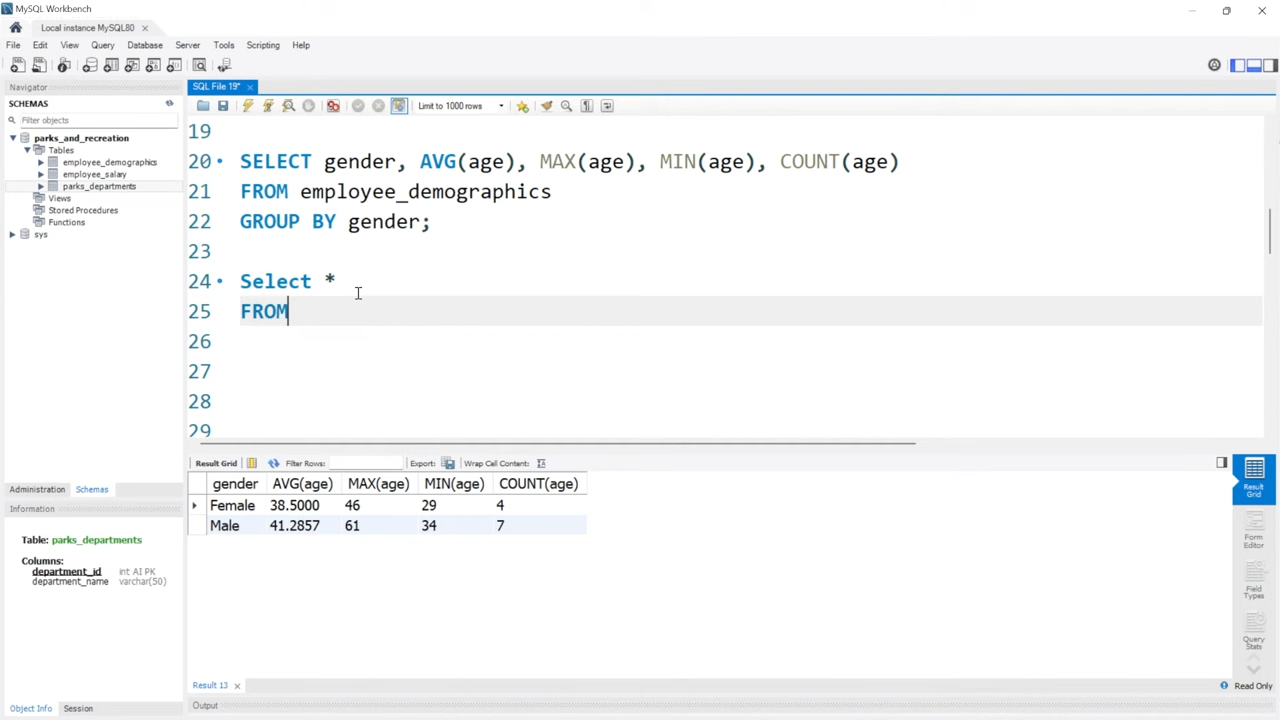 MySQL Workbench
Local instance MySQL80
File Edit View Query Database Server Tools Scripting Help
Navigator
SCHEMAS
Filter objects
parks_and_recreation
Tables
employee_demographics
employee_salary
parks_departments
Views
Stored Procedures
Functions
sys
Administration Schemas
Information
Table: parks_departments
Columns:
department_id int AI PK
department_name varchar(50)
Object Info Session
SQL File 19*
Limit to 1000 rows
19
20 SELECT gender, AVG(age), MAX(age), MIN(age), COUNT(age)
21 FROM employee_demographics
22 GROUP BY gender;
23
24 Select *
25 FROM
26
27
28
29
Result Grid Filter Rows: Export: Wrap Cell Content:
gender AVG(age) MAX(age) MIN(age) COUNT(age)
Female 38.5000 46 29 4
Male 41.2857 61 34 7
Result Grid
Form Editor
Field Types
Query Stats
Result 13
Read Only
Output